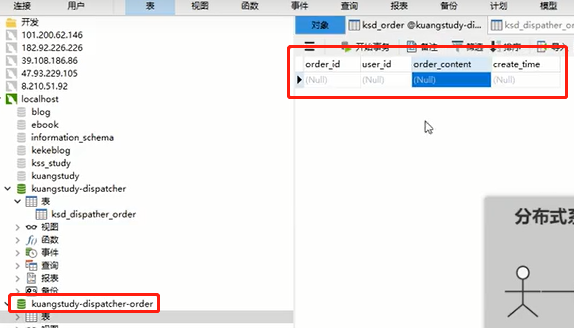 连接 表 视图 函数 事件 查询 报表 备份 计划 模型
对象 ksd_order @kuangstudy-di... ksd_dispather_or
开始事务 备注 筛选 排序 导入
order_id user_id order_content create_time
(Null) (Null) (Null) (Null)
开发
101.200.62.146
182.92.226.226
39.108.186.86
47.93.229.105
8.210.51.92
localhost
blog
ebook
information_schema
kekeblog
kss_study
kuangstudy
kuangstudy-dispatcher
表
ksd_dispather_order
视图
函数
事件
查询
报表
备份
kuangstudy-dispatcher-order
表
分布式系